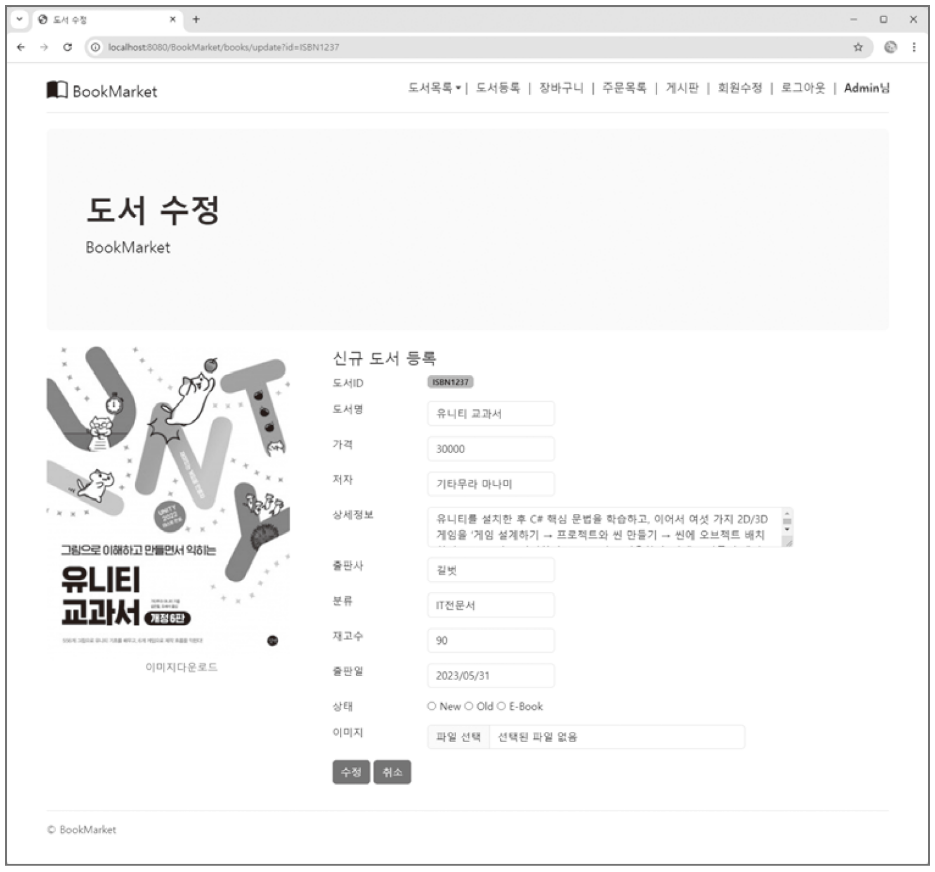 도서 수정
localhost:8080/BookMarket/books/update?id=ISBN1237
BookMarket
도서목록 | 도서등록 | 장바구니 | 주문목록 | 게시판 | 회원수정 | 로그아웃 | Admin님
도서 수정
BookMarket
UNITY
UNITY
2022
그림으로 이해하고 만들면서 익히는
유니티
교과서 개정 6판
이미지다운로드
신규 도서 등록
도서ID ISBN1237
도서명 유니티 교과서
가격 30000
저자 기타무라 마나미
상세정보 유니티를 설치한 후 C# 핵심 문법을 학습하고, 이어서 여섯 가지 2D/3D
게임을 '게임 설계하기 → 프로젝트와 씬 만들기 → 씬에 오브젝트 배치
출판사 길벗
분류 IT전문서
재고수 90
출판일 2023/05/31
상태 New Old E-Book
이미지 파일 선택 선택된 파일 없음
수정 취소
© BookMarket